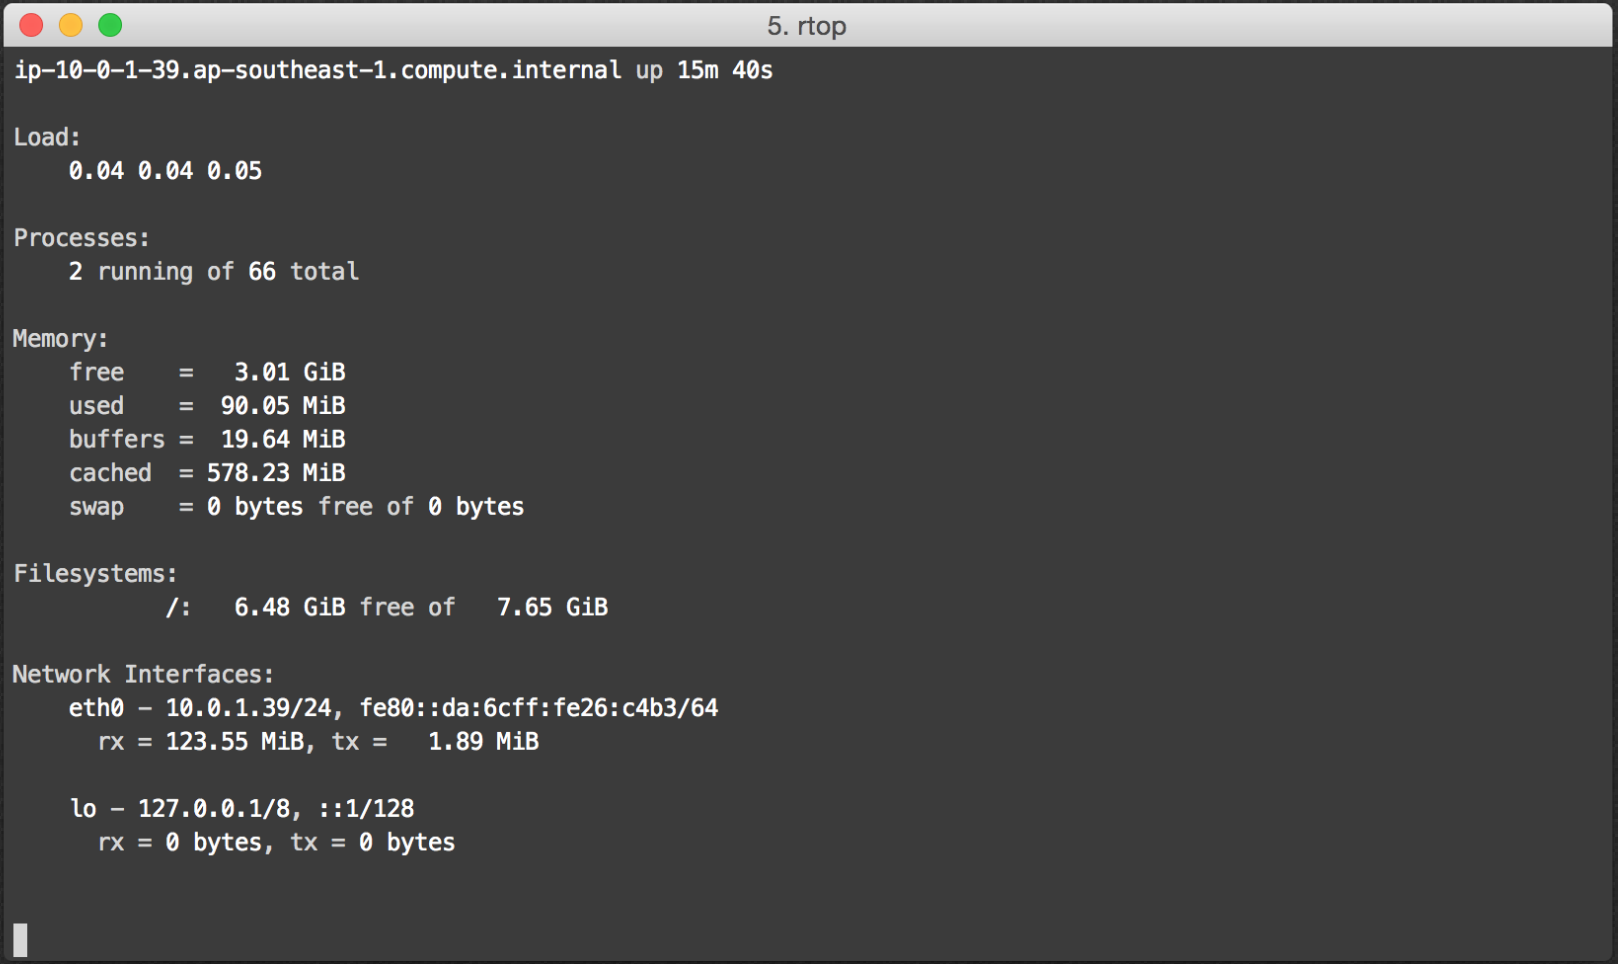 5. rtop
ip-10-0-1-39.ap-southeast-1.compute.internal up 15m 40s
Load:
0.04 0.04 0.05
Processes:
2 running of 66 total
Memory:
free    =   3.01 GiB
used    =  90.05 MiB
buffers =  19.64 MiB
cached  = 578.23 MiB
swap    = 0 bytes free of 0 bytes
Filesystems:
/:   6.48 GiB free of   7.65 GiB
Network Interfaces:
eth0 - 10.0.1.39/24, fe80::da:6cff:fe26:c4b3/64
rx = 123.55 MiB, tx =   1.89 MiB
lo - 127.0.0.1/8, ::1/128
rx = 0 bytes, tx = 0 bytes